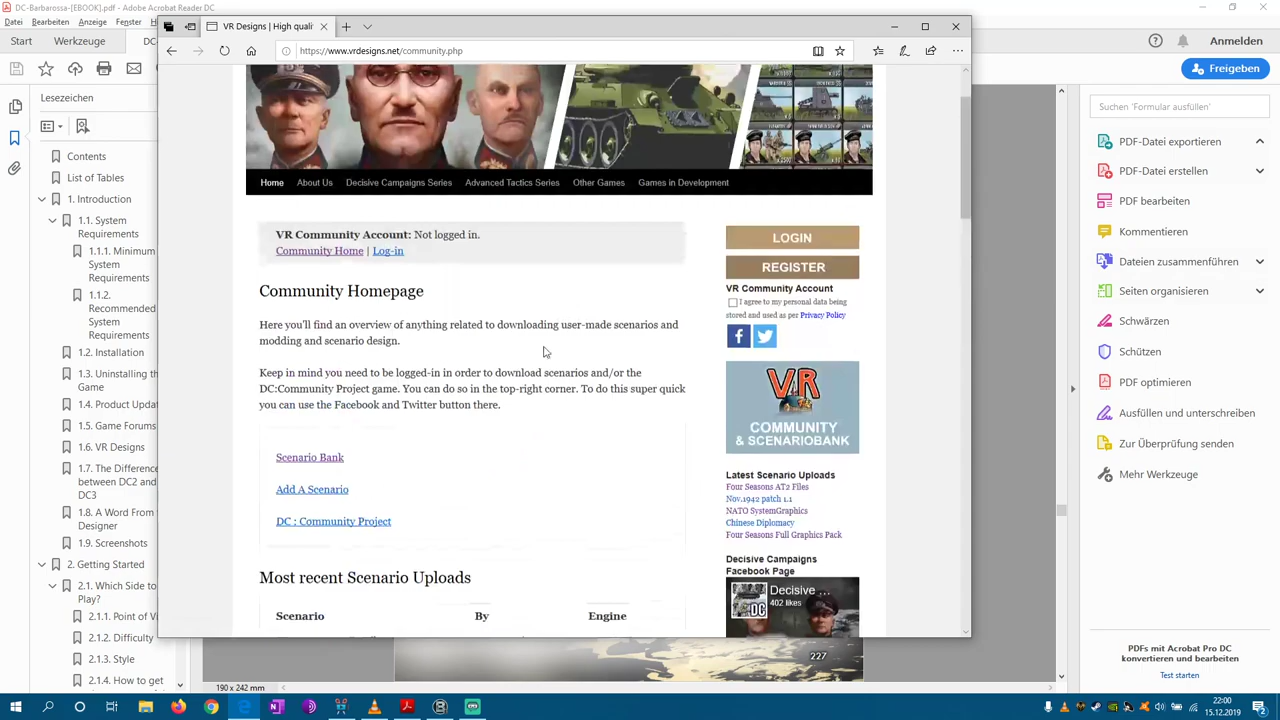 DC-Barbarossa-[EBOOK].pdf - Adobe Acrobat Reader DC
Datei Bearbeiten Anzeige Fenster
Start Werkzeuge DC-
Anmelden
Freigeben
VR Designs | High quali
https://www.vrdesigns.net/community.php
Lesezeichen
Contents
List of Tables
1. Introduction
1.1. System
Requirements
1.1.1. Minimum
System
Requirements
1.1.2.
Recommended
System
Requirements
1.2. Installation
1.3. Uninstalling the
Game
1.4. Product Upda
1.5. Game Forums
1.6. VR Designs
1.7. The Difference
between DC2 and
DC3
1.8. A Word From
Designer
1.9. Screenshots
2. Getting Started
2.1. Which Side to
Play?
2.1.1. Point of V
2.1.2. Difficulty
2.1.3. Style
2.1.4. How to get
Home About Us Decisive Campaigns Series Advanced Tactics Series Other Games Games in Development
VR Community Account: Not logged in.
Community Home | Log-in
Community Homepage
Here you'll find an overview of anything related to downloading user-made scenarios and
modding and scenario design.
Keep in mind you need to be logged-in in order to download scenarios and/or the
DC:Community Project game. You can do so in the top-right corner. To do this super quick
you can use the Facebook and Twitter button there.
Scenario Bank
Add A Scenario
DC : Community Project
Most recent Scenario Uploads
Scenario By Engine
LOGIN
REGISTER
VR Community Account
I agree to my personal data being
stored and used as per Privacy Policy
VR
COMMUNITY
& SCENARIOBANK
Latest Scenario Uploads
Four Seasons AT2 Files
Nov.1942 patch 1.1
NATO SystemGraphics
Chinese Diplomacy
Four Seasons Full Graphics Pack
Decisive Campaigns
Facebook Page
Decisive ...
402 likes
DC
Suchen 'Formular ausfüllen'
PDF-Datei exportieren
PDF-Datei erstellen
PDF bearbeiten
Kommentieren
Dateien zusammenführen
Seiten organisieren
Schwärzen
Schützen
PDF optimieren
Ausfüllen und unterschreiben
Zur Überprüfung senden
Mehr Werkzeuge
PDFs mit Acrobat Pro DC
konvertieren und bearbeiten
Test starten
227
190 x 242 mm
22:00
15.12.2019
2